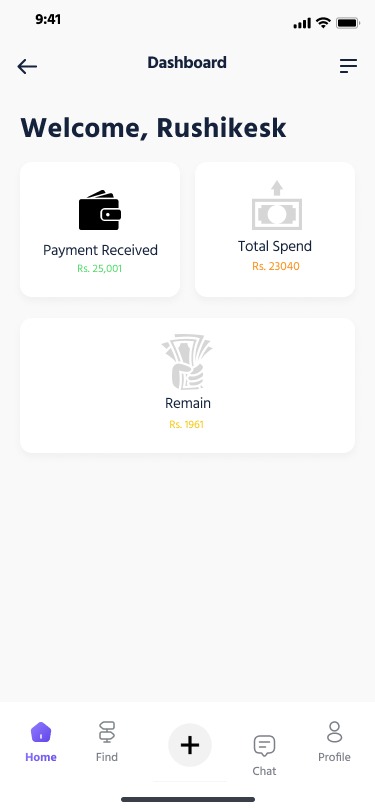 9:41
Dashboard
Welcome, Rushikesk
Payment Received
Rs. 25,001
Total Spend
Rs. 23040
Remain
Rs. 1961
Home
Find
Chat
Profile